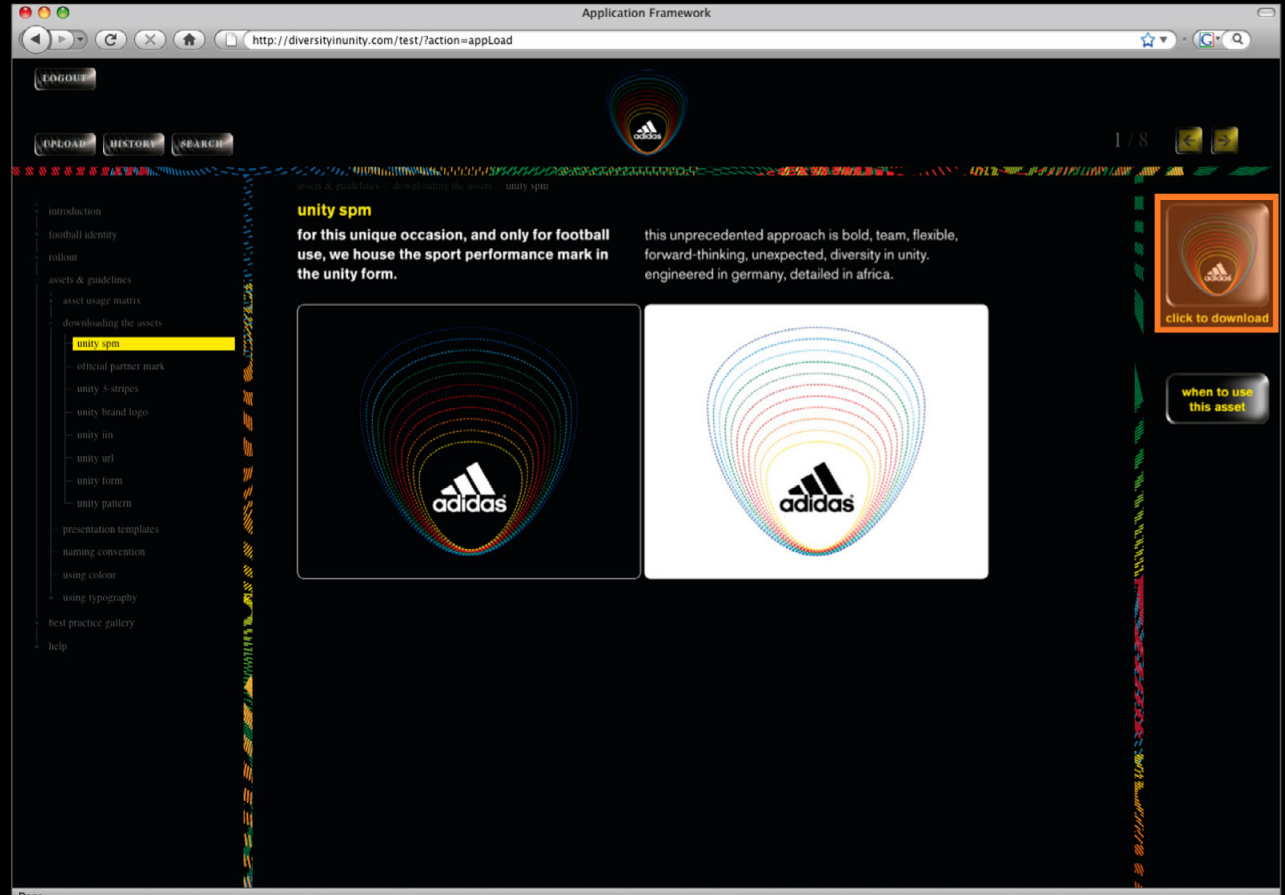 Application Framework
http://diversityinunity.com/test/?action=appLoad
LOGOUT
adidas
UPLOAD HISTORY SEARCH
1 / 8
assets & guidelines / downloading the assets / unity spm
introduction
football identity
rollout
assets & guidelines
asset usage matrix
downloading the assets
unity spm
official partner mark
unity 3-stripes
unity brand logo
unity iin
unity url
unity form
unity pattern
presentation templates
naming convention
using colour
using typography
best practice gallery
help
unity spm
for this unique occasion, and only for football
use, we house the sport performance mark in
the unity form.
this unprecedented approach is bold, team, flexible,
forward-thinking, unexpected, diversity in unity.
engineered in germany, detailed in africa.
adidas
adidas
adidas
click to download
when to use
this asset